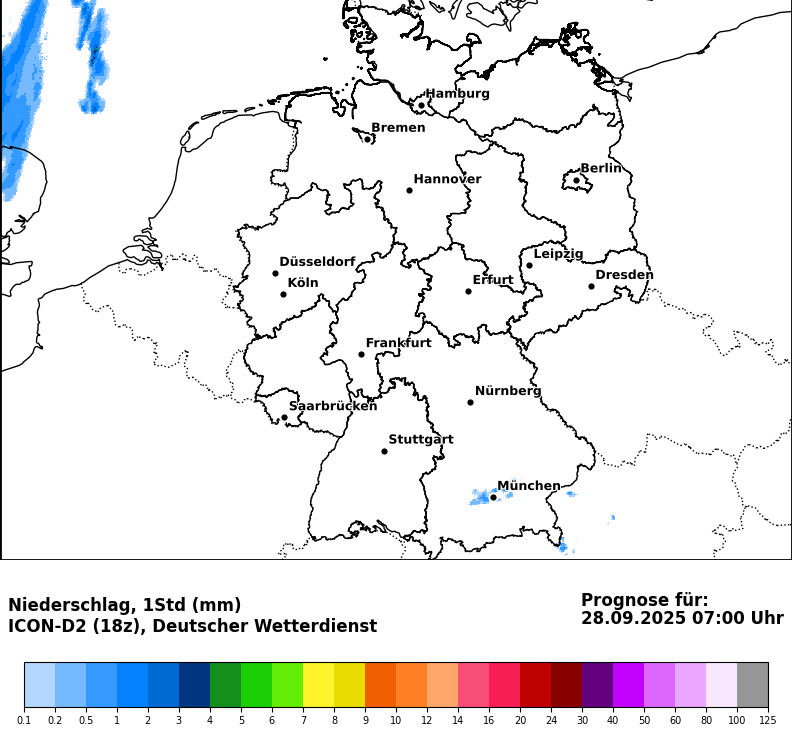 Hamburg
Bremen
Berlin
Hannover
Leipzig
Düsseldorf
Dresden
Köln
Erfurt
Frankfurt
Nürnberg
Saarbrücken
Stuttgart
München
Niederschlag, 1Std (mm)
ICON-D2 (18z), Deutscher Wetterdienst
Prognose für:
28.09.2025 07:00 Uhr
0.1 0.2 0.5 1 2 3 4 5 6 7 8 9 10 12 14 16 20 24 30 40 50 60 80 100 125